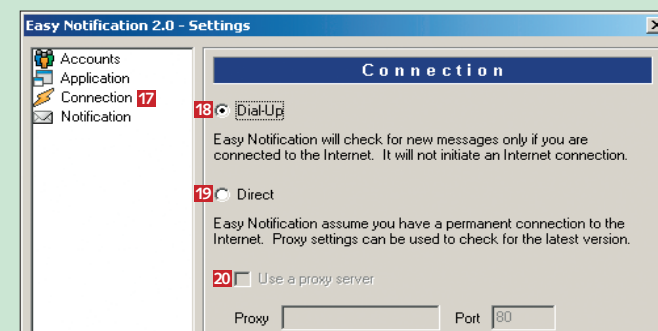 Easy Notification 2.0 - Settings
Accounts
Application
Connection 17
Notification
Connection
18 Dial-Up
Easy Notification will check for new messages only if you are
connected to the Internet. It will not initiate an Internet connection.
19 Direct
Easy Notification assume you have a permanent connection to the
Internet. Proxy settings can be used to check for the latest version.
20 Use a proxy server
Proxy Port 80